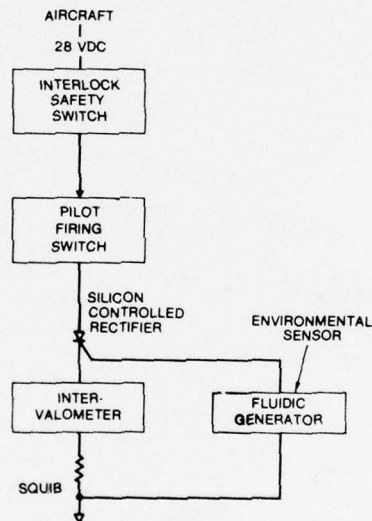 AIRCRAFT
28 VDC
INTERLOCK
SAFETY
SWITCH
PILOT
FIRING
SWITCH
SILICON
CONTROLLED
RECTIFIER
ENVIRONMENTAL
SENSOR
INTER-
VALOMETER
FLUIDIC
GENERATOR
SQUIB